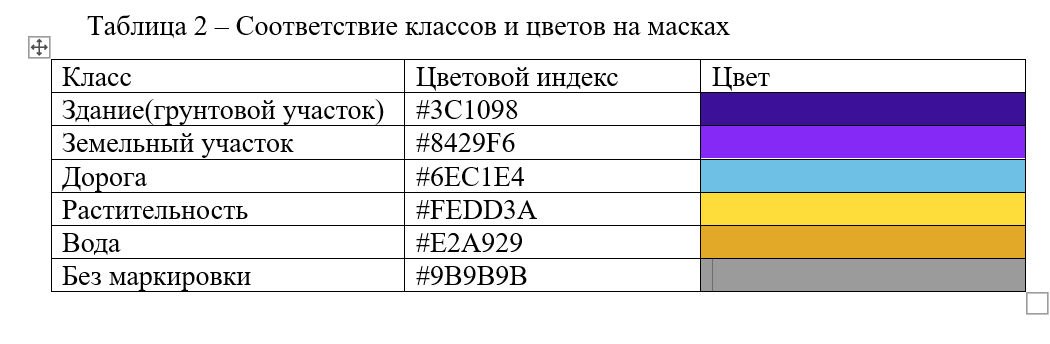 Таблица 2 – Соответствие классов и цветов на масках
Класс Цветовой индекс Цвет
Здание(грунтовой участок) #3C1098
Земельный участок #8429F6
Дорога #6EC1E4
Растительность #FEDD3A
Вода #E2A929
Без маркировки #9B9B9B